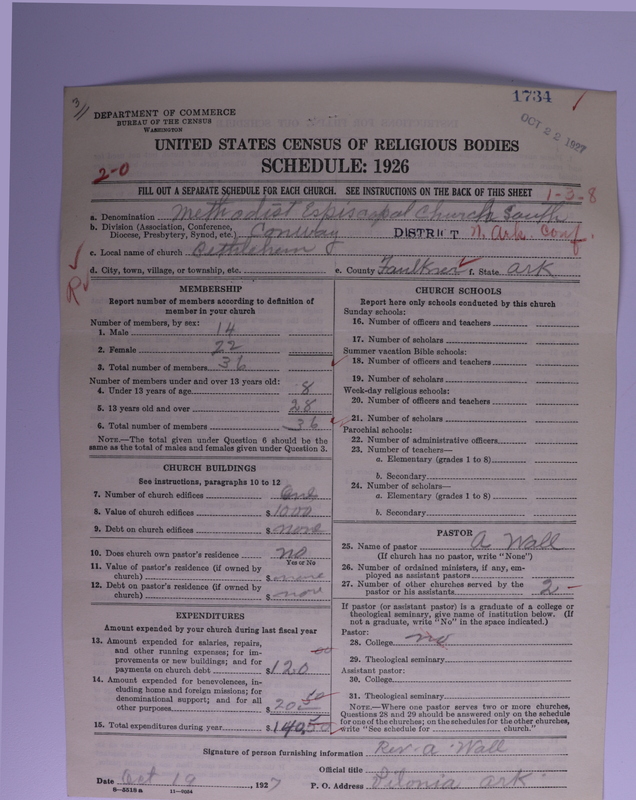 1734
3
DEPARTMENT OF COMMERCE
BUREAU OF THE CENSUS
WASHINGTON
OCT 22 1927
UNITED STATES CENSUS OF RELIGIOUS BODIES
SCHEDULE: 1926
2-0
FILL OUT A SEPARATE SCHEDULE FOR EACH CHURCH. SEE INSTRUCTIONS ON THE BACK OF THIS SHEET
1-3-8
a. Denomination Methodist Episcopal Church South
b. Division (Association, Conference, Diocese, Presbytery, Synod, etc.) Conway DISTRICT N. Ark. Conf.
c. Local name of church Bethlehem
d. City, town, village, or township, etc. e. County Faulkner f. State Ark
R
MEMBERSHIP
Report number of members according to definition of
member in your church
Number of members, by sex:
1. Male 14
2. Female 22
3. Total number of members 36
Number of members under and over 13 years old:
4. Under 13 years of age 8
5. 13 years old and over 28
6. Total number of members 36
NOTE.—The total given under Question 6 should be the
same as the total of males and females given under Question 3.
CHURCH BUILDINGS
See instructions, paragraphs 10 to 12
7. Number of church edifices One
8. Value of church edifices $1000
9. Debt on church edifices $none
10. Does church own pastor's residence no
Yes or No
11. Value of pastor's residence (if owned by
church) $none
12. Debt on pastor's residence (if owned by
church) $none
EXPENDITURES
Amount expended by your church during last fiscal year
13. Amount expended for salaries, repairs,
and other running expenses; for im-
provements or new buildings; and for
payments on church debt $120 00
14. Amount expended for benevolences, in-
cluding home and foreign missions; for
denominational support; and for all
other purposes $20.50
15. Total expenditures during year $140.50
CHURCH SCHOOLS
Report here only schools conducted by this church
Sunday schools:
16. Number of officers and teachers
17. Number of scholars
Summer vacation Bible schools:
18. Number of officers and teachers
19. Number of scholars
Week-day religious schools:
20. Number of officers and teachers
21. Number of scholars
Parochial schools:
22. Number of administrative officers
23. Number of teachers—
a. Elementary (grades 1 to 8)
b. Secondary
24. Number of scholars—
a. Elementary (grades 1 to 8)
b. Secondary
PASTOR
25. Name of pastor A Wall
(If church has no pastor, write "None")
26. Number of ordained ministers, if any, em-
ployed as assistant pastors
27. Number of other churches served by the
pastor or his assistants 2
If pastor (or assistant pastor) is a graduate of a college or
theological seminary, give name of institution below. (If
not a graduate, write "No" in the space indicated.)
Pastor:
28. College no
29. Theological seminary
Assistant pastor:
30. College
31. Theological seminary
NOTE.—Where one pastor serves two or more churches,
Questions 28 and 29 should be answered only on the schedule
for one of the churches; on the schedules for the other churches,
write "See schedule for church."
Signature of person furnishing information Rev. A Wall
Official title
Date Oct 19, 1927 P. O. Address Vilonia Ark
8-5518 a 11-9034